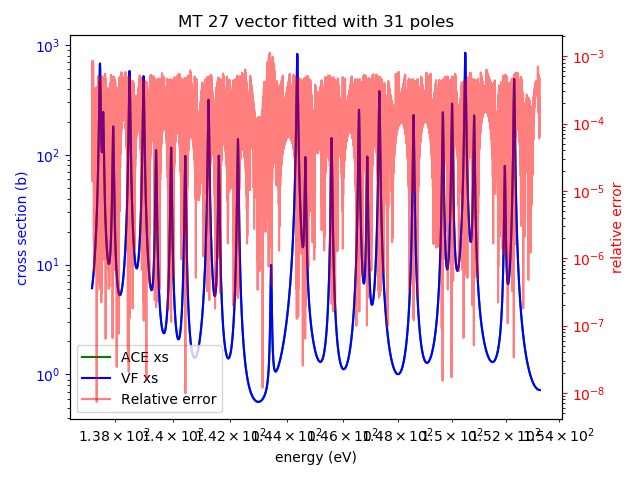 MT 27 vector fitted with 31 poles
10³
10²
10¹
10⁰
cross section (b)
10⁻³
10⁻⁴
10⁻⁵
10⁻⁶
10⁻⁷
10⁻⁸
relative error
ACE xs
VF xs
Relative error
1.38 × 10² 1.4 × 10² 1.42 × 10² 1.44 × 10² 1.46 × 10² 1.48 × 10² 1.5 × 10² 1.52 × 10² 1.54 × 10²
energy (eV)